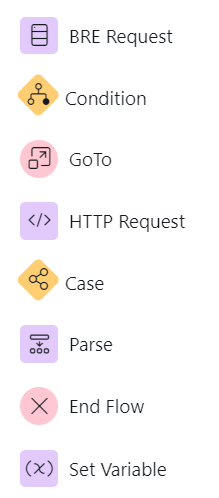 BRE Request
Condition
GoTo
HTTP Request
Case
Parse
End Flow
(x) Set Variable